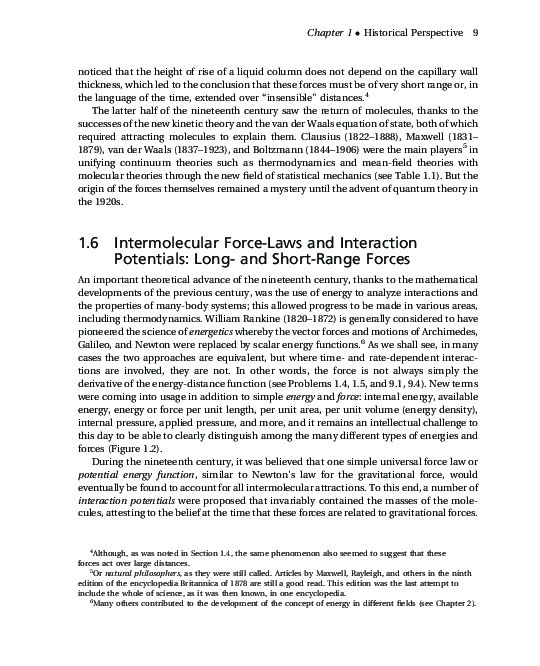 Chapter 1 ● Historical Perspective 9
noticed that the height of rise of a liquid column does not depend on the capillary wall
thickness, which led to the conclusion that these forces must be of very short range or, in
the language of the time, extended over “insensible” distances.⁴
The latter half of the nineteenth century saw the return of molecules, thanks to the
successes of the new kinetic theory and the van der Waals equation of state, both of which
required attracting molecules to explain them. Clausius (1822–1888), Maxwell (1831–
1879), van der Waals (1837–1923), and Boltzmann (1844–1906) were the main players⁵ in
unifying continuum theories such as thermodynamics and mean-field theories with
molecular theories through the new field of statistical mechanics (see Table 1.1). But the
origin of the forces themselves remained a mystery until the advent of quantum theory in
the 1920s.
1.6 Intermolecular Force-Laws and Interaction
Potentials: Long- and Short-Range Forces
An important theoretical advance of the nineteenth century, thanks to the mathematical
developments of the previous century, was the use of energy to analyze interactions and
the properties of many-body systems; this allowed progress to be made in various areas,
including thermodynamics. William Rankine (1820–1872) is generally considered to have
pioneered the science of energetics whereby the vector forces and motions of Archimedes,
Galileo, and Newton were replaced by scalar energy functions.⁶ As we shall see, in many
cases the two approaches are equivalent, but where time- and rate-dependent interac-
tions are involved, they are not. In other words, the force is not always simply the
derivative of the energy-distance function (see Problems 1.4, 1.5, and 9.1, 9.4). New terms
were coming into usage in addition to simple energy and force: internal energy, available
energy, energy or force per unit length, per unit area, per unit volume (energy density),
internal pressure, applied pressure, and more, and it remains an intellectual challenge to
this day to be able to clearly distinguish among the many different types of energies and
forces (Figure 1.2).
During the nineteenth century, it was believed that one simple universal force law or
potential energy function, similar to Newton’s law for the gravitational force, would
eventually be found to account for all intermolecular attractions. To this end, a number of
interaction potentials were proposed that invariably contained the masses of the mole-
cules, attesting to the belief at the time that these forces are related to gravitational forces.
⁴Although, as was noted in Section 1.4, the same phenomenon also seemed to suggest that these
forces act over large distances.
⁵Or natural philosophers, as they were still called. Articles by Maxwell, Rayleigh, and others in the ninth
edition of the encyclopedia Britannica of 1878 are still a good read. This edition was the last attempt to
include the whole of science, as it was then known, in one encyclopedia.
⁶Many others contributed to the development of the concept of energy in different fields (see Chapter 2).